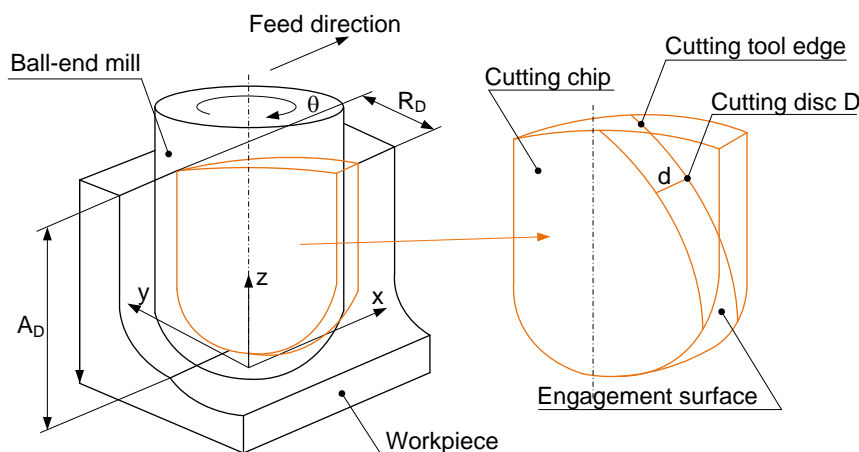 Feed direction
Ball-end mill
θ
R_D
Cutting tool edge
Cutting chip
Cutting disc D
d
z
y
x
A_D
Engagement surface
Workpiece